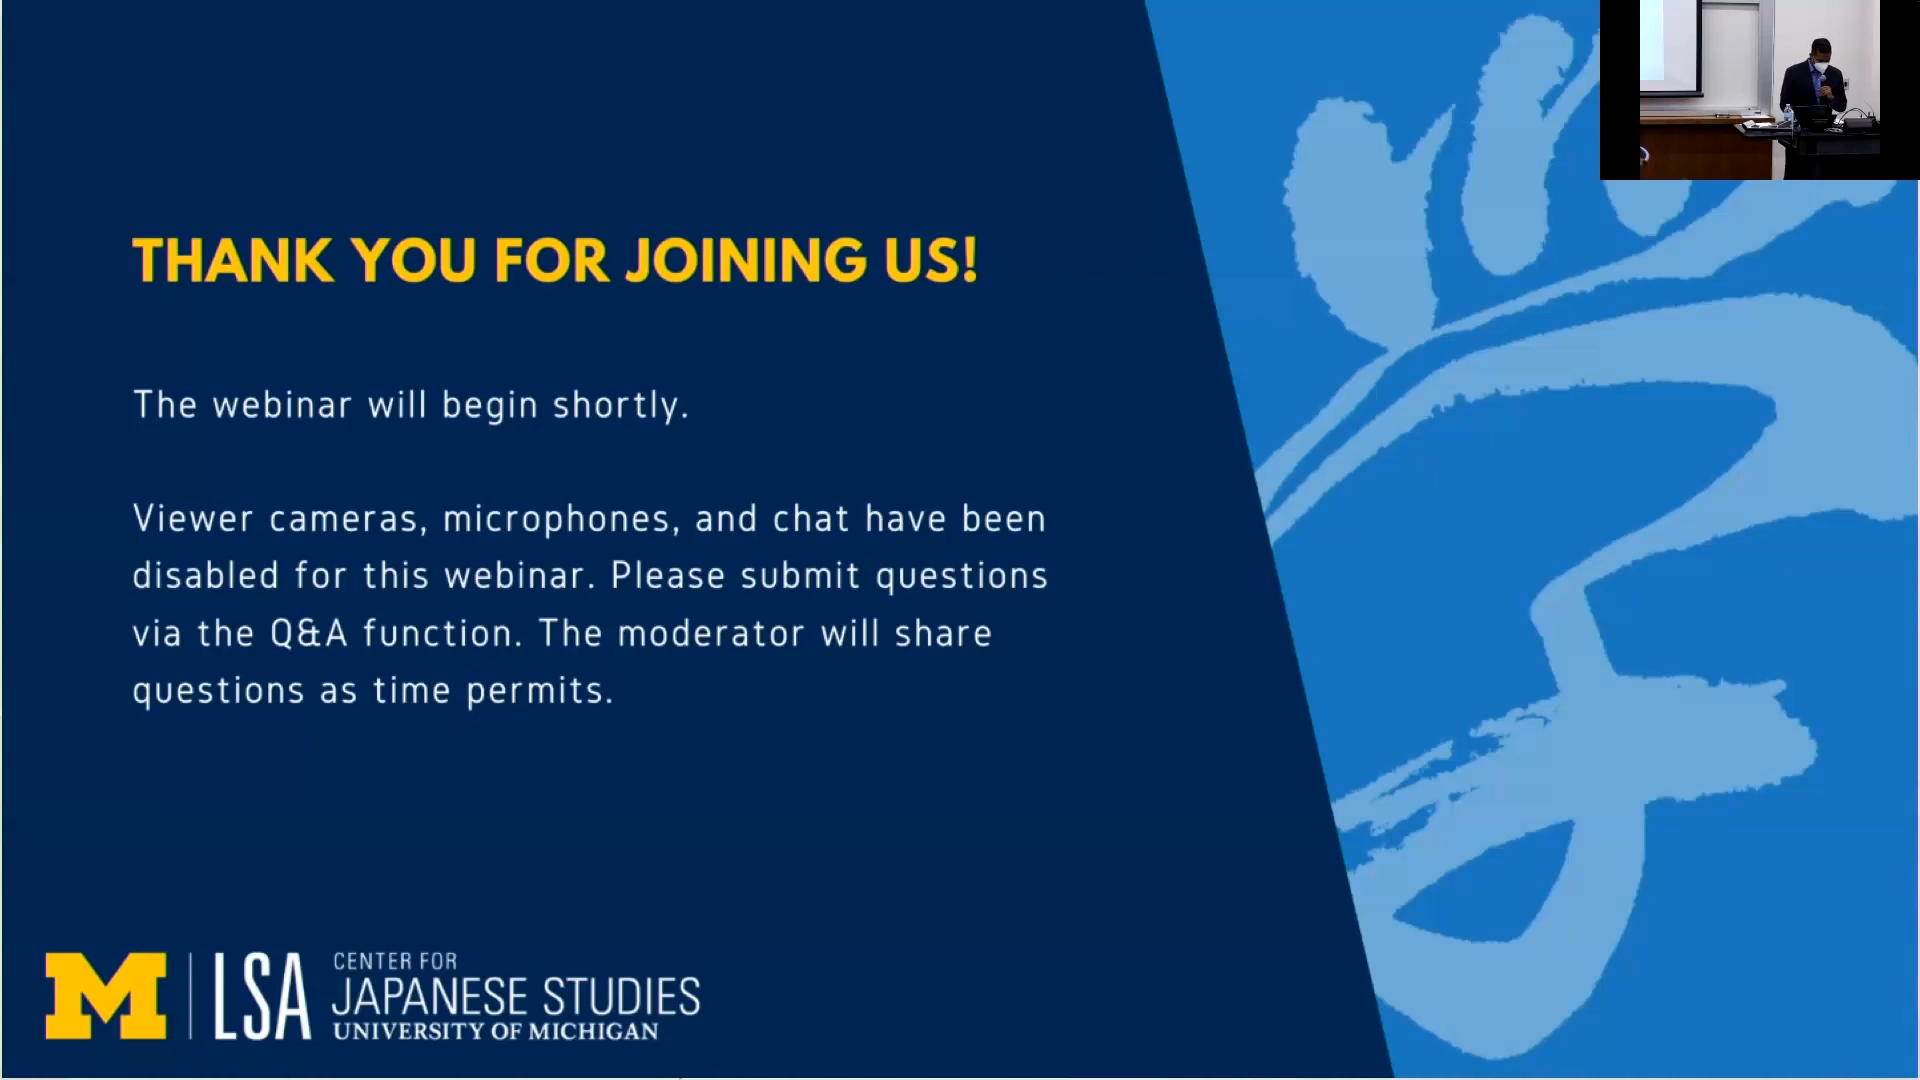 THANK YOU FOR JOINING US!
The webinar will begin shortly.
Viewer cameras, microphones, and chat have been
disabled for this webinar. Please submit questions
via the Q&A function. The moderator will share
questions as time permits.
M LSA CENTER FOR
JAPANESE STUDIES
UNIVERSITY OF MICHIGAN